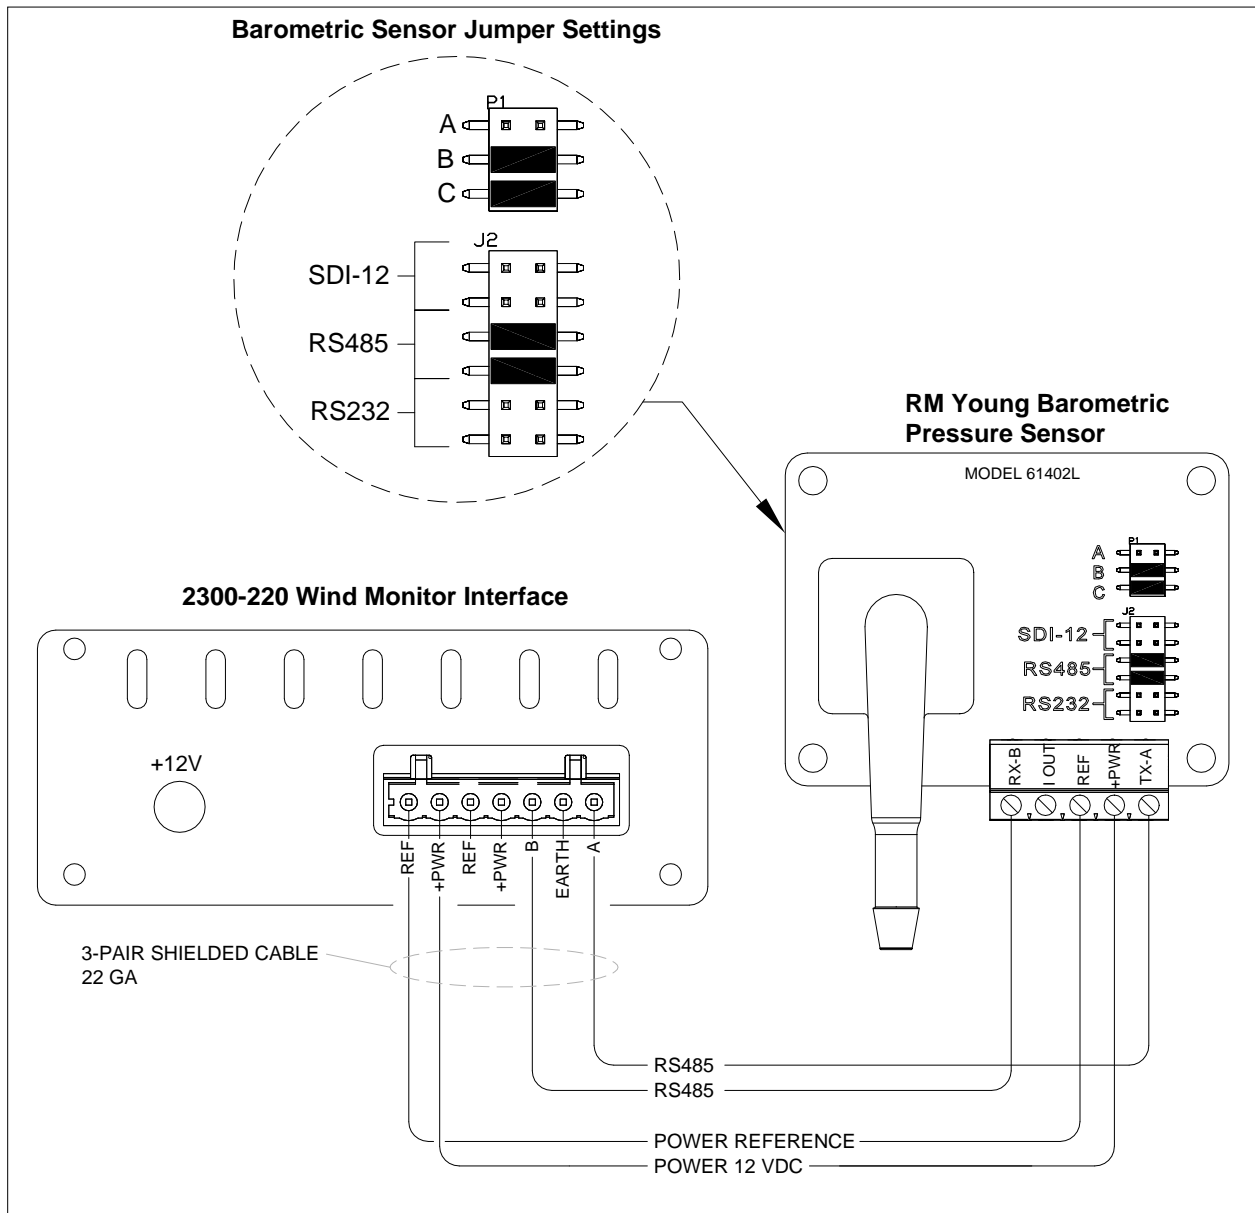 Barometric Sensor Jumper Settings
P1
A
B
C
J2
SDI-12
RS485
RS232
RM Young Barometric
Pressure Sensor
MODEL 61402L
P1
A
B
C
J2
SDI-12
RS485
RS232
RX-B
I OUT
REF
+PWR
TX-A
2300-220 Wind Monitor Interface
+12V
REF
+PWR
REF
+PWR
B
EARTH
A
3-PAIR SHIELDED CABLE
22 GA
RS485
RS485
POWER REFERENCE
POWER 12 VDC